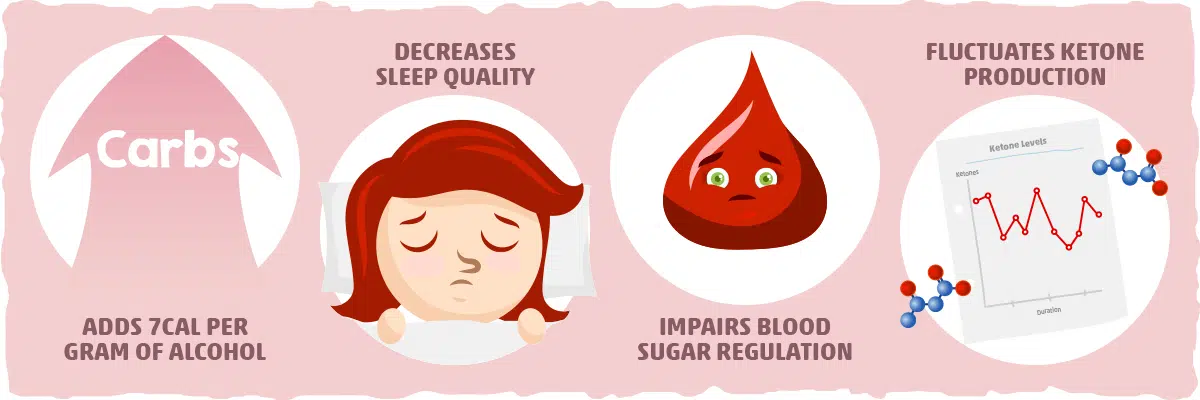 Carbs
ADDS 7CAL PER
GRAM OF ALCOHOL
DECREASES
SLEEP QUALITY
IMPAIRS BLOOD
SUGAR REGULATION
FLUCTUATES KETONE
PRODUCTION
Ketone Levels
Ketones
Duration